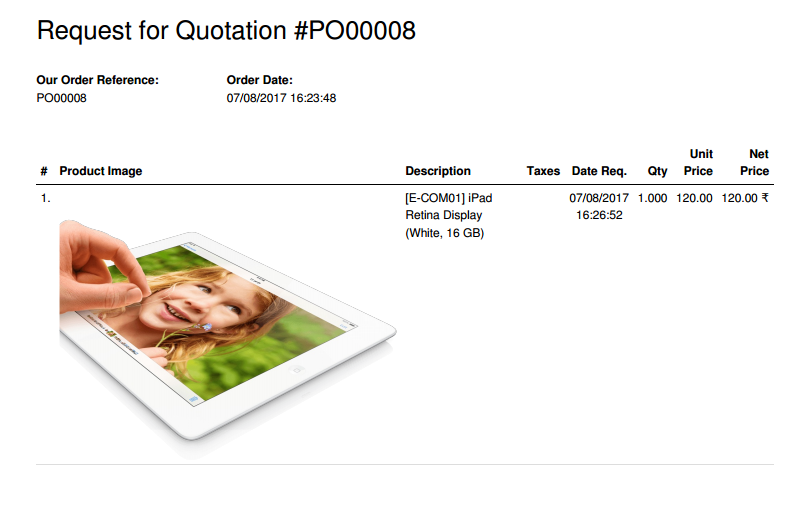 Request for Quotation #PO00008
Our Order Reference: Order Date:
PO00008 07/08/2017 16:23:48
# Product Image Description Taxes Date Req. Qty Unit Price Net Price
1. [E-COM01] iPad 07/08/2017 1.000 120.00 120.00 ₹
Retina Display 16:26:52
(White, 16 GB)